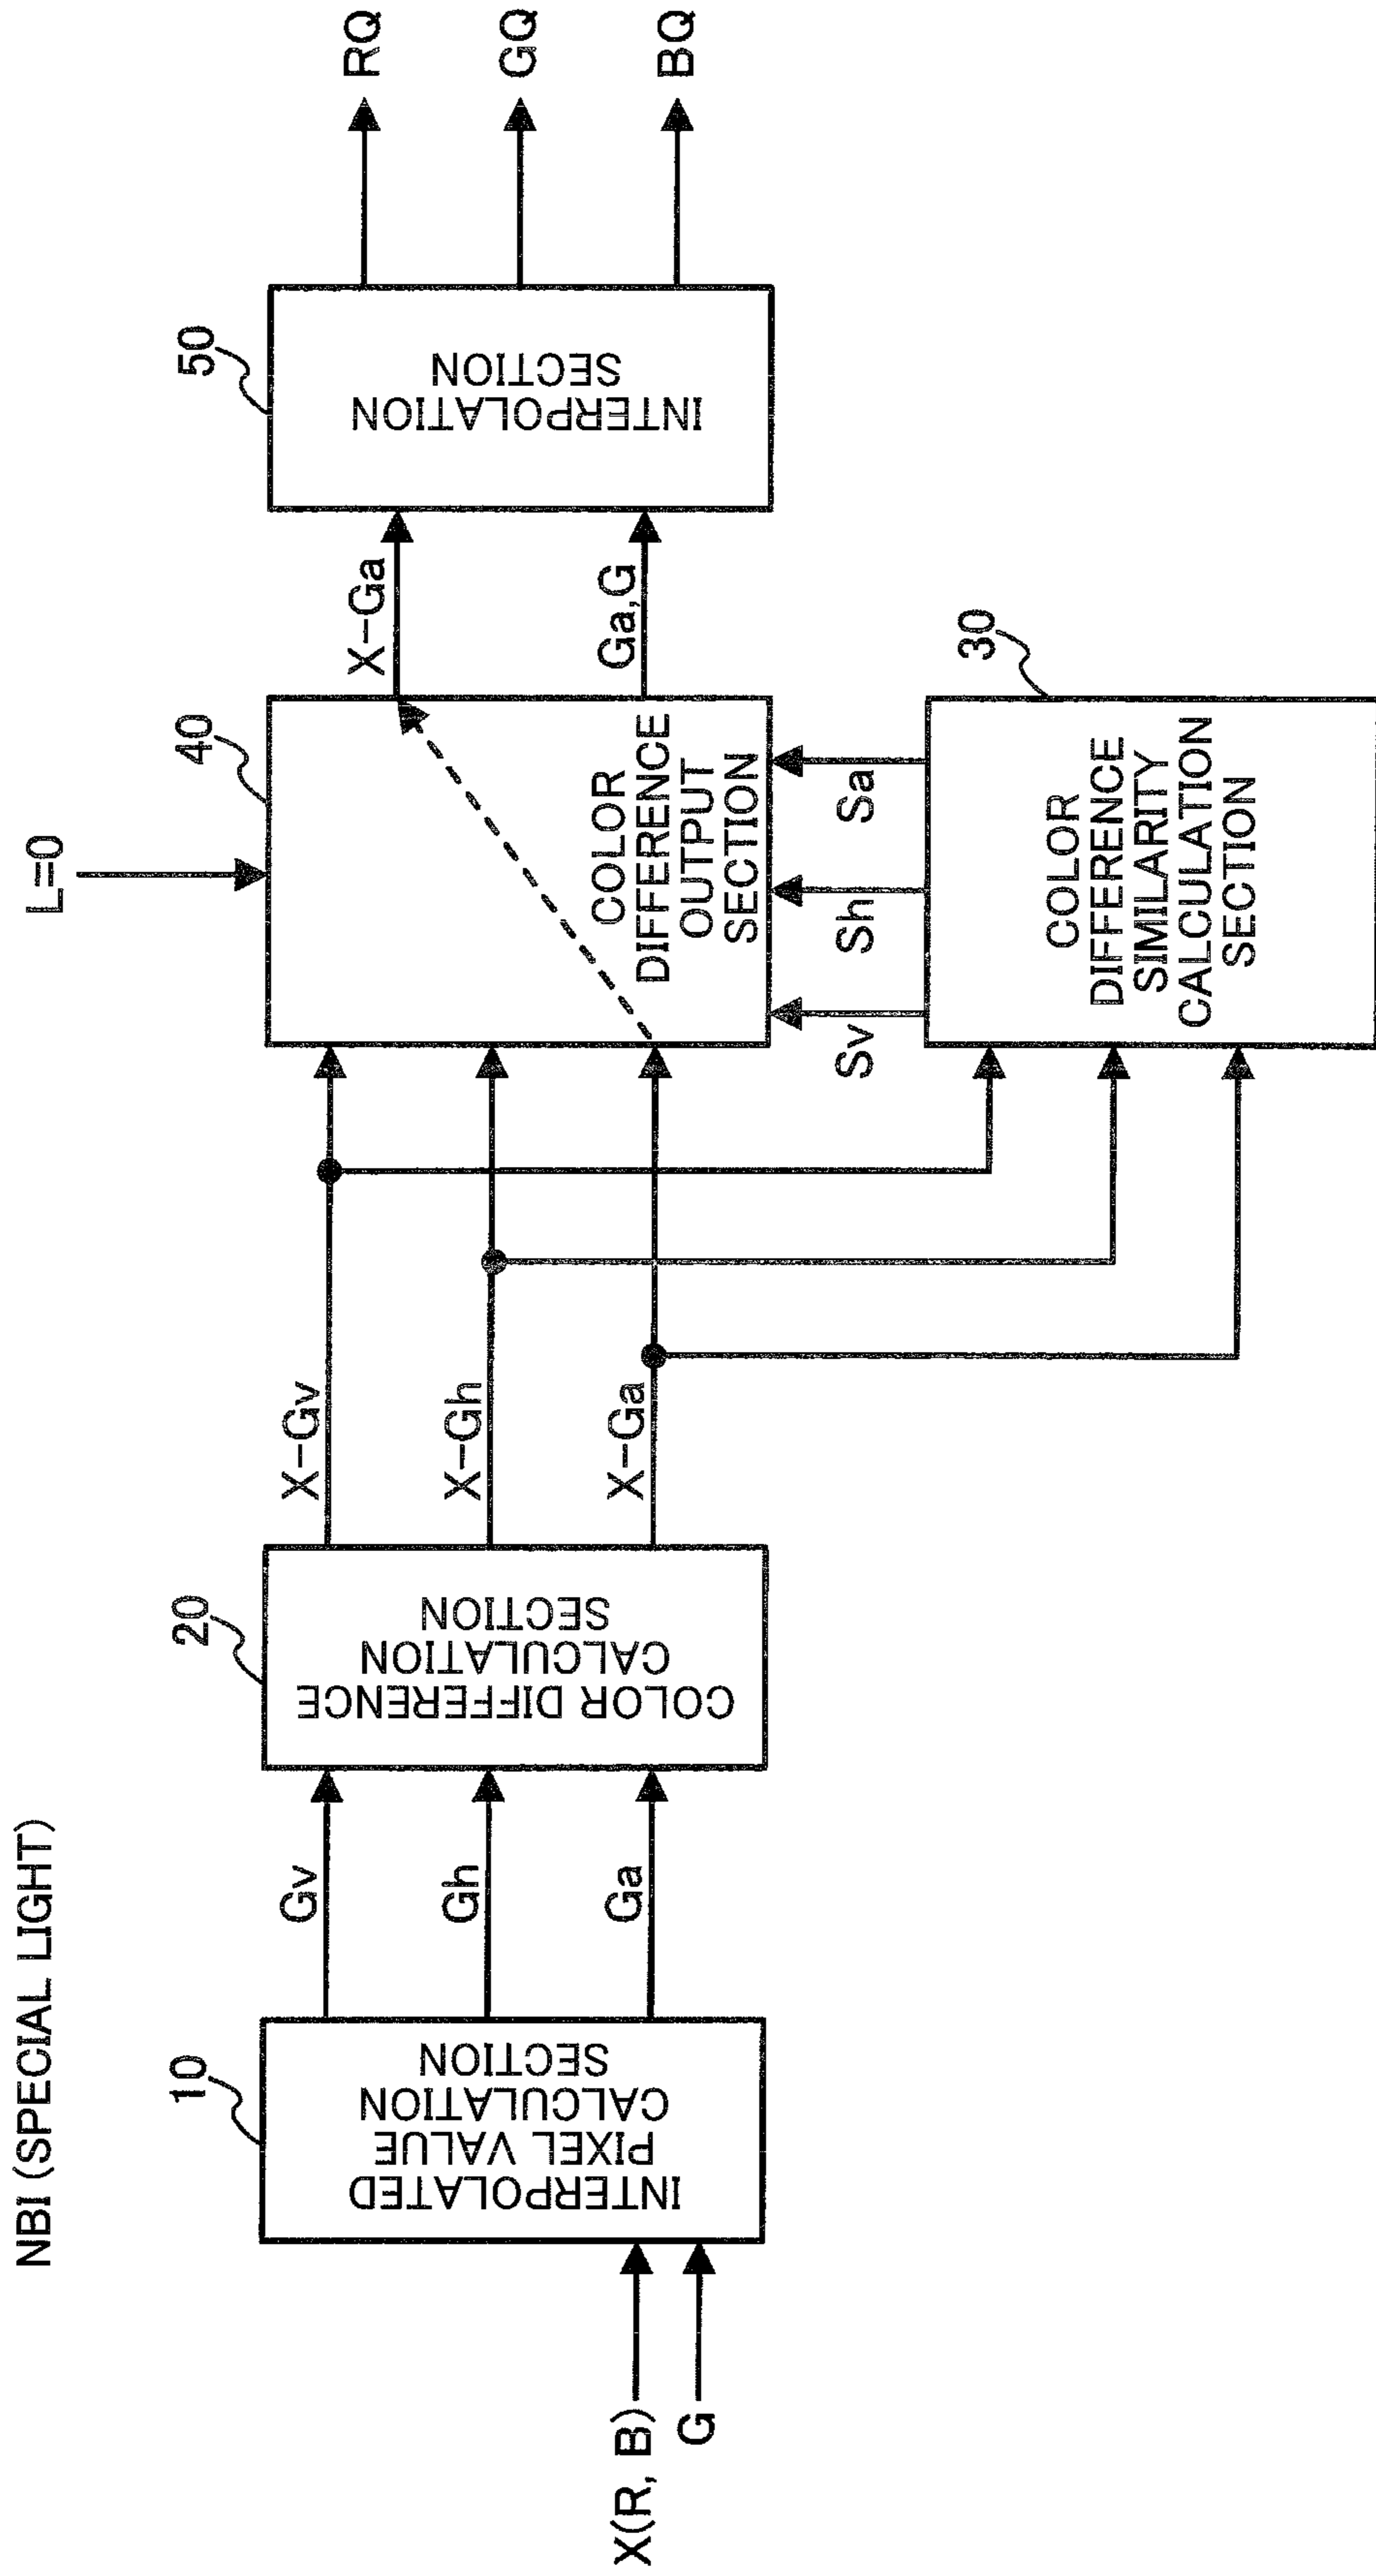 NBI (SPECIAL LIGHT)
L=0
X(R, B)
G
10
INTERPOLATED
PIXEL VALUE
CALCULATION
SECTION
Gv
Gh
Ga
20
COLOR DIFFERENCE
CALCULATION
SECTION
X-Gv
X-Gh
X-Ga
40
COLOR
DIFFERENCE
OUTPUT
SECTION
Sv
Sh
Sa
30
COLOR
DIFFERENCE
SIMILARITY
CALCULATION
SECTION
X-Ga
Ga,G
50
INTERPOLATION
SECTION
RQ
GQ
BQ